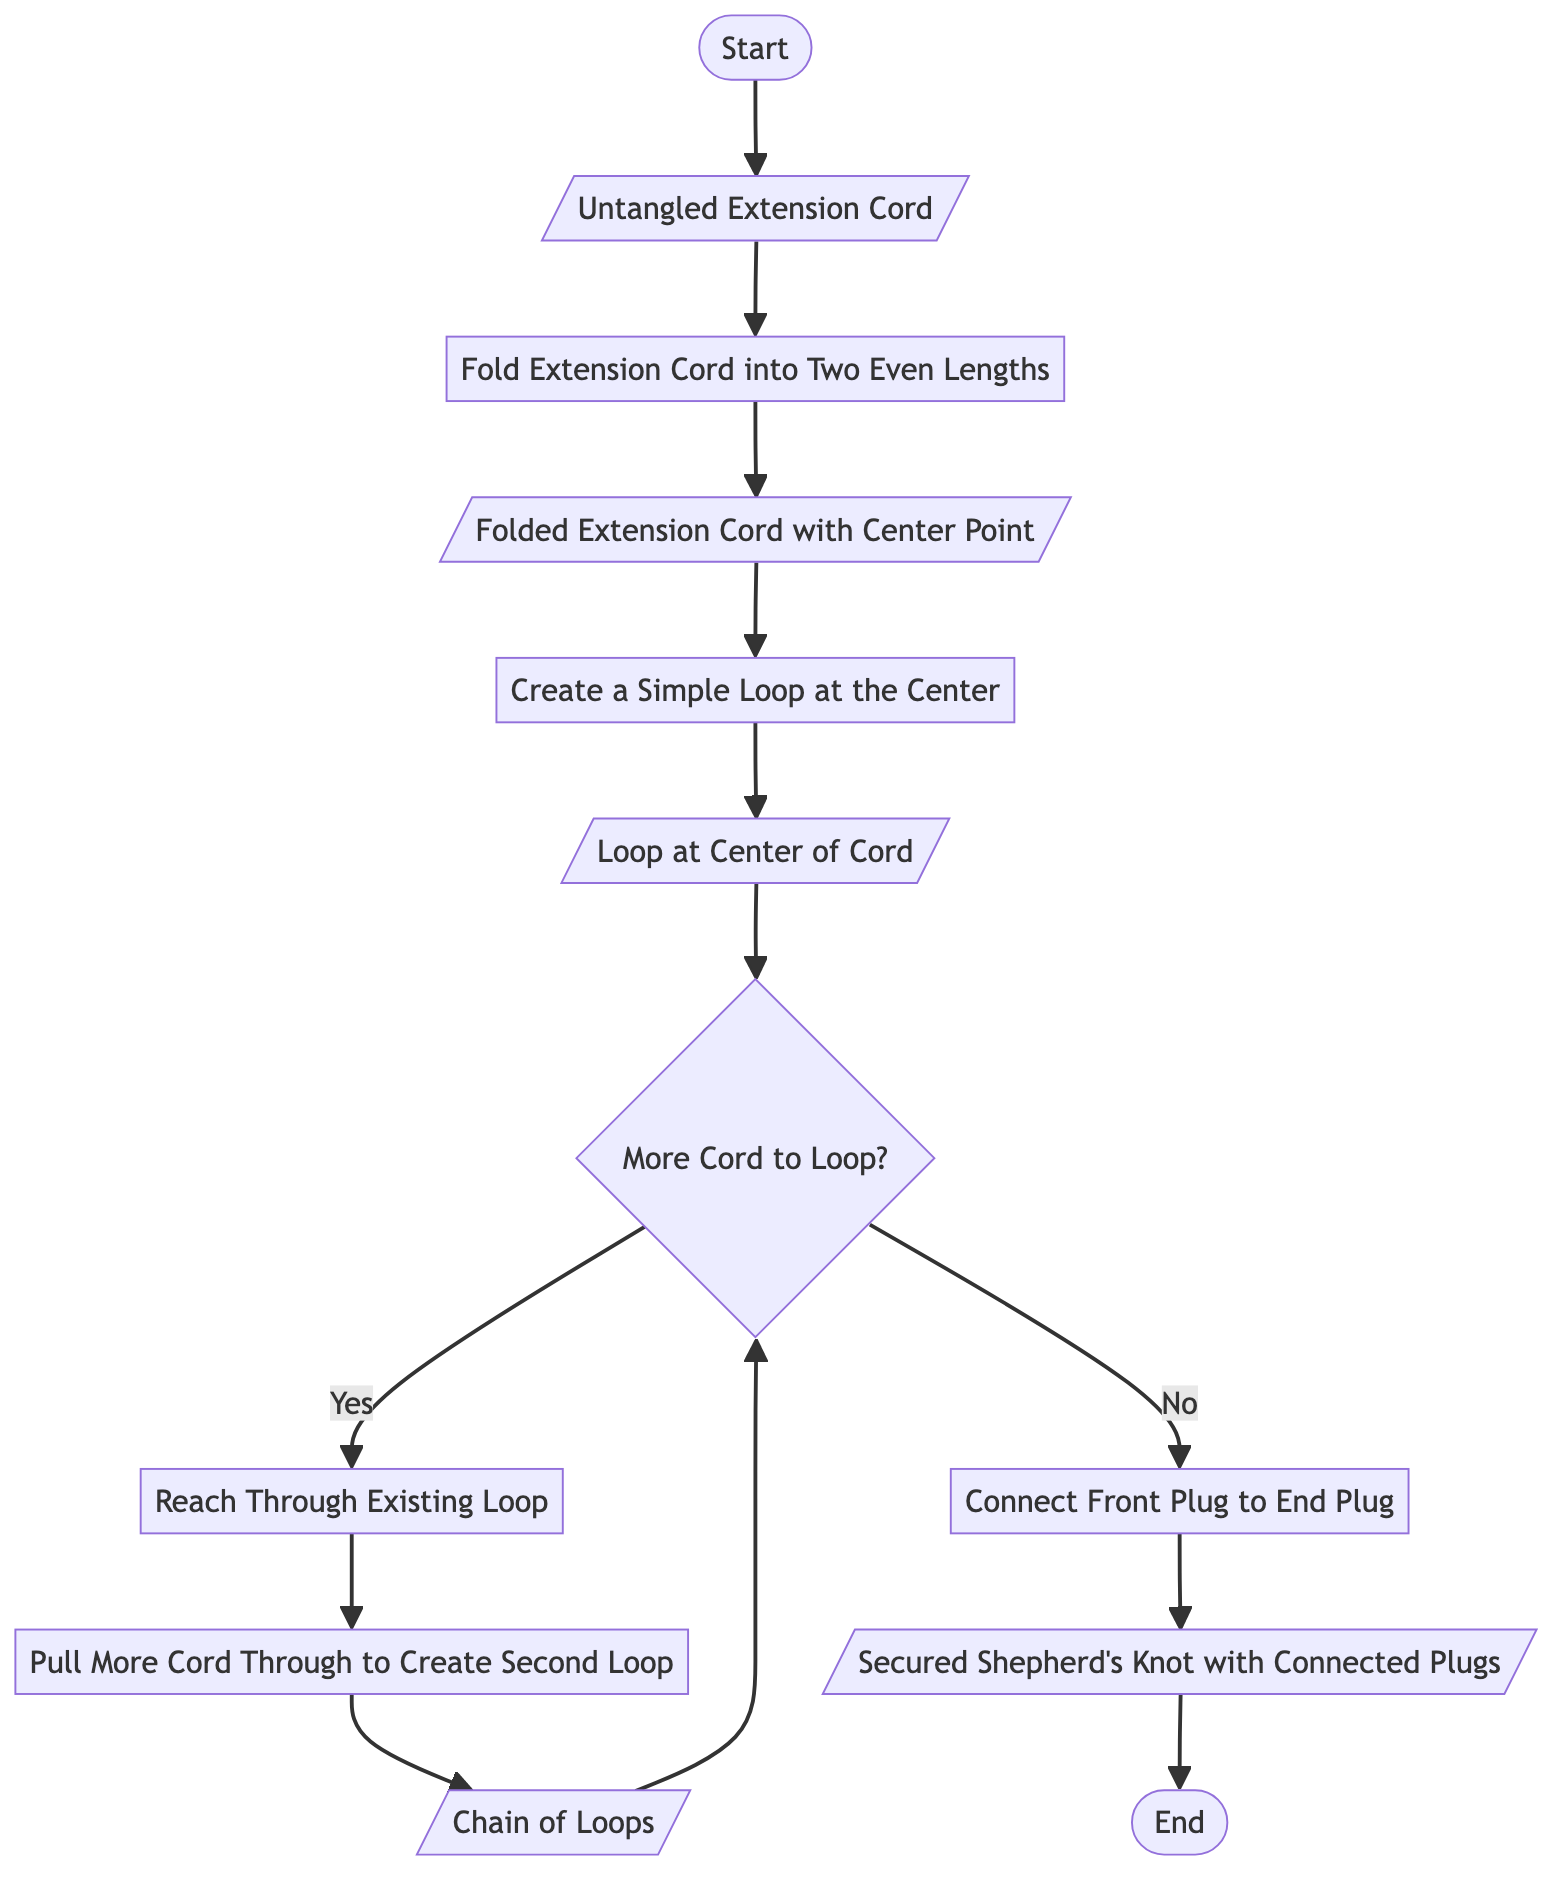 Start
Untangled Extension Cord
Fold Extension Cord into Two Even Lengths
Folded Extension Cord with Center Point
Create a Simple Loop at the Center
Loop at Center of Cord
More Cord to Loop?
Yes
No
Reach Through Existing Loop
Connect Front Plug to End Plug
Pull More Cord Through to Create Second Loop
Secured Shepherd's Knot with Connected Plugs
Chain of Loops
End